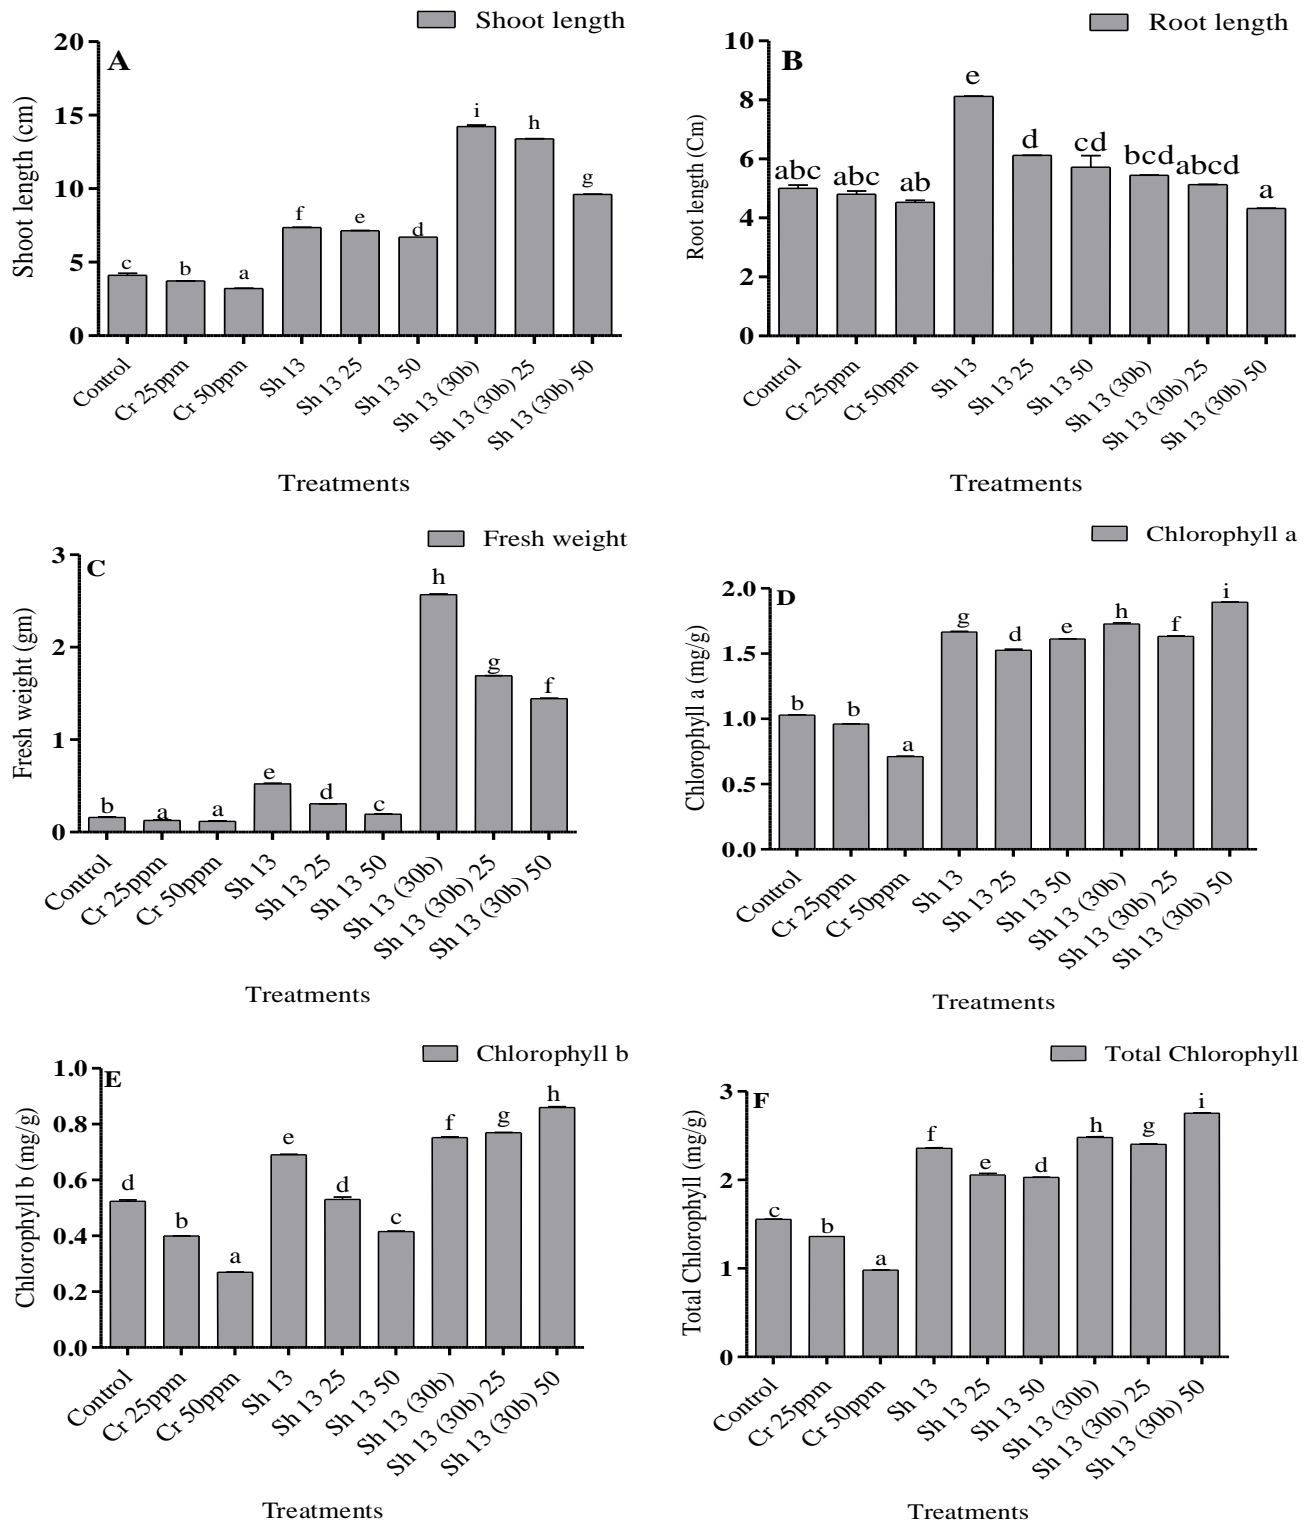 Shoot length
A
20
15
10
5
0
Shoot length (cm)
c b a f e d i h g
Control
Cr 25ppm
Cr 50ppm
Sh 13
Sh 13 25
Sh 13 50
Sh 13 (30b)
Sh 13 (30b) 25
Sh 13 (30b) 50
Treatments
Root length
B
10
8
6
4
2
0
Root length (Cm)
abc abc ab e d cd bcd abcd a
Control
Cr 25ppm
Cr 50ppm
Sh 13
Sh 13 25
Sh 13 50
Sh 13 (30b)
Sh 13 (30b) 25
Sh 13 (30b) 50
Treatments
Fresh weight
C
3
2
1
0
Fresh weight (gm)
b a a e d c h g f
Control
Cr 25ppm
Cr 50ppm
Sh 13
Sh 13 25
Sh 13 50
Sh 13 (30b)
Sh 13 (30b) 25
Sh 13 (30b) 50
Treatments
Chlorophyll a
D
2.0
1.5
1.0
0.5
0.0
Chlorophyll a (mg/g)
b b a g d e h f i
Control
Cr 25ppm
Cr 50ppm
Sh 13
Sh 13 25
Sh 13 50
Sh 13 (30b)
Sh 13 (30b) 25
Sh 13 (30b) 50
Treatments
Chlorophyll b
E
1.0
0.8
0.6
0.4
0.2
0.0
Chlorophyll b (mg/g)
d b a e d c f g h
Control
Cr 25ppm
Cr 50ppm
Sh 13
Sh 13 25
Sh 13 50
Sh 13 (30b)
Sh 13 (30b) 25
Sh 13 (30b) 50
Treatments
Total Chlorophyll
F
3
2
1
0
Total Chlorophyll (mg/g)
c b a f e d h g i
Control
Cr 25ppm
Cr 50ppm
Sh 13
Sh 13 25
Sh 13 50
Sh 13 (30b)
Sh 13 (30b) 25
Sh 13 (30b) 50
Treatments